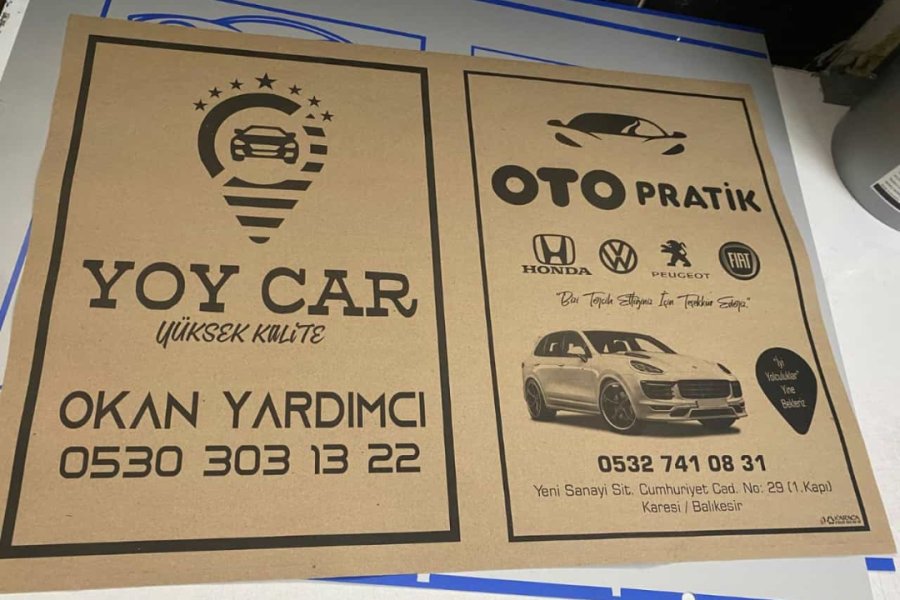 YOY CAR
YÜKSEK KALİTE
OKAN YARDIMCI
0530 303 13 22
OTO PRATİK
HONDA
PEUGEOT
FIAT
"Bizi Tercih Ettiğiniz İçin Teşekkür Ederiz"
"İyi
Yolculuklar"
Yine
Bekleriz
0532 741 08 31
Yeni Sanayi Sit. Cumhuriyet Cad. No: 29 (1.Kapı)
Karesi / Balıkesir